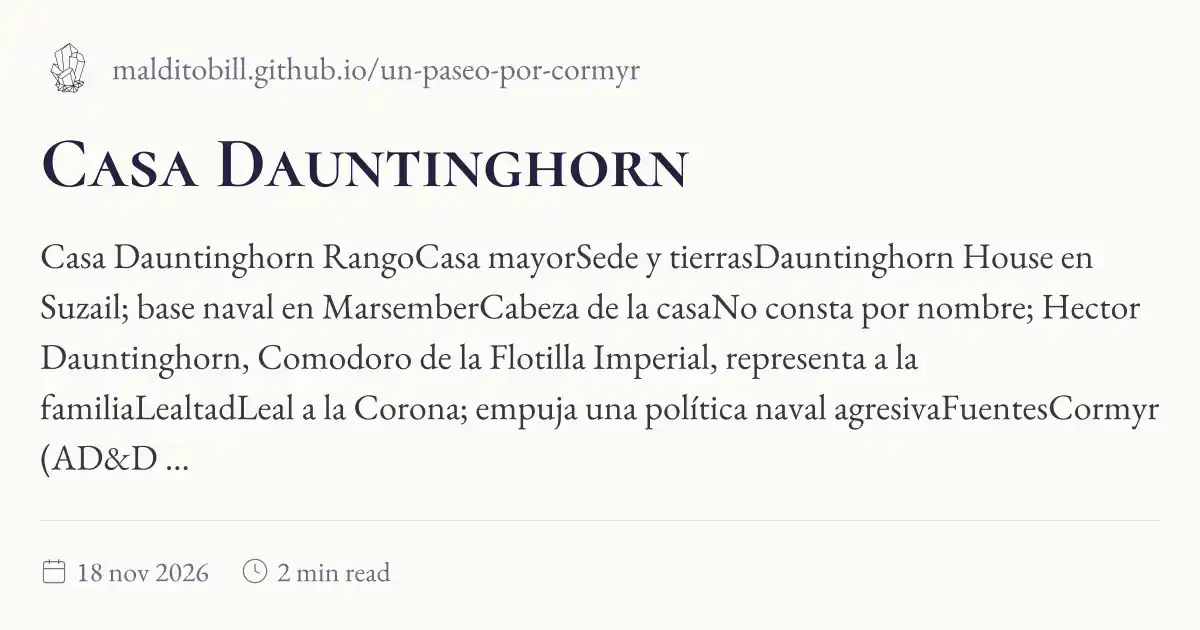 malditobill.github.io/un-paseo-por-cormyr
Casa Dauntinghorn
Casa Dauntinghorn RangoCasa mayorSede y tierrasDauntinghorn House en
Suzail; base naval en MarsemberCabeza de la casaNo consta por nombre; Hector
Dauntinghorn, Comodoro de la Flotilla Imperial, representa a la
familiaLealtadLeal a la Corona; empuja una política naval agresivaFuentesCormyr
(AD&D ...
18 nov 2026 2 min read